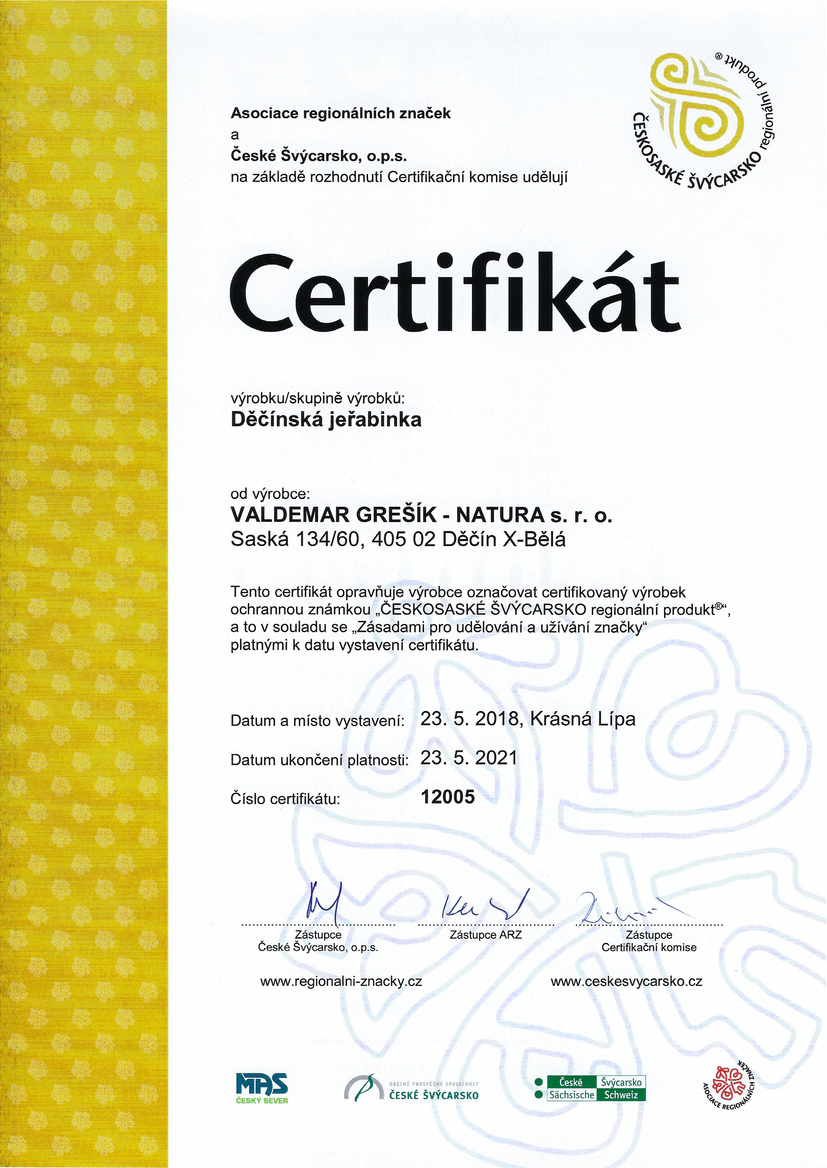 Asociace regionálních značek
a
České Švýcarsko, o.p.s.
na základě rozhodnutí Certifikační komise udělují
ČESKOSASKÉ ŠVÝCARSKO regionální produkt ®
Certifikát
výrobku/skupině výrobků:
Děčínská jeřabinka
od výrobce:
VALDEMAR GREŠÍK - NATURA s. r. o.
Saská 134/60, 405 02 Děčín X-Bělá
Tento certifikát opravňuje výrobce označovat certifikovaný výrobek
ochrannou známkou „ČESKOSASKÉ ŠVÝCARSKO regionální produkt®“,
a to v souladu se „Zásadami pro udělování a užívání značky“
platnými k datu vystavení certifikátu.
Datum a místo vystavení: 23. 5. 2018, Krásná Lípa
Datum ukončení platnosti: 23. 5. 2021
Číslo certifikátu: 12005
Zástupce
České Švýcarsko, o.p.s.
Zástupce ARZ
Zástupce
Certifikační komise
www.regionalni-znacky.cz
www.ceskesvycarsko.cz
MAS
ČESKÝ SEVER
OBECNĚ PROSPĚŠNÁ SPOLEČNOST
ČESKÉ ŠVÝCARSKO
České Švýcarsko
Sächsische Schweiz
ASOCIACE REGIONÁLNÍCH ZNAČEK